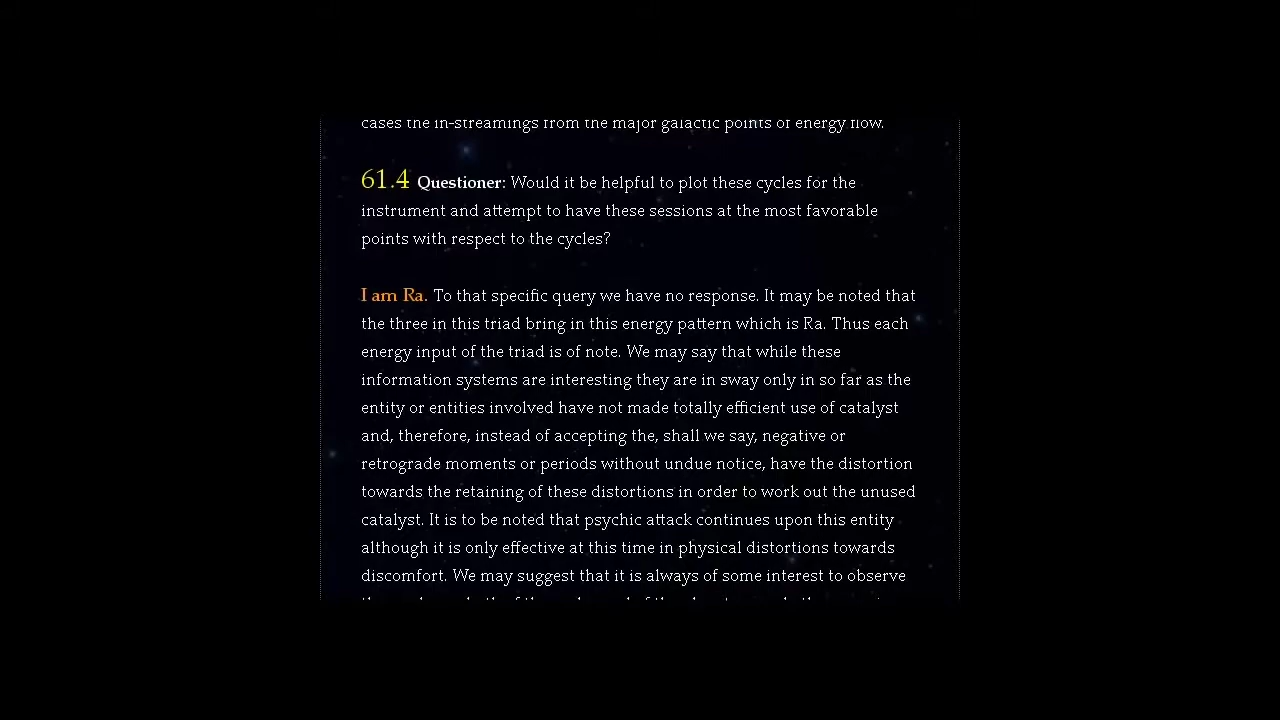 cases the in-streamings from the major galactic points of energy flow.
61.4 Questioner: Would it be helpful to plot these cycles for the
instrument and attempt to have these sessions at the most favorable
points with respect to the cycles?
I am Ra. To that specific query we have no response. It may be noted that
the three in this triad bring in this energy pattern which is Ra. Thus each
energy input of the triad is of note. We may say that while these
information systems are interesting they are in sway only in so far as the
entity or entities involved have not made totally efficient use of catalyst
and, therefore, instead of accepting the, shall we say, negative or
retrograde moments or periods without undue notice, have the distortion
towards the retaining of these distortions in order to work out the unused
catalyst. It is to be noted that psychic attack continues upon this entity
although it is only effective at this time in physical distortions towards
discomfort. We may suggest that it is always of some interest to observe